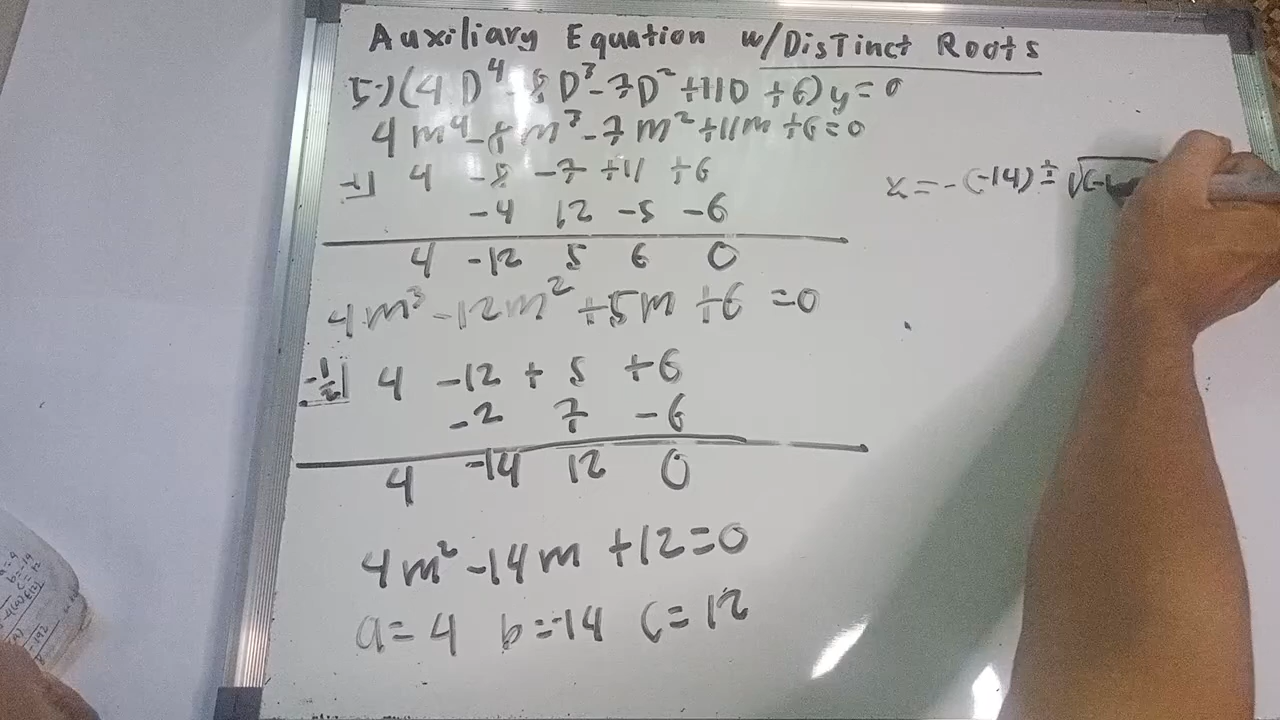 Auxiliary Equation w/DisTinct Roots
5.) (4D⁴-8D³-7D²+11D+6)y=0
4m⁴-8m³-7m²+11m+6=0
-1| 4 -8 -7 +11 +6
-4 12 -5 -6
4 -12 5 6 0
4m³-12m²+5m+6=0
-1/2| 4 -12 +5 +6
-2 7 -6
4 -14 12 0
4m²-14m+12=0
a=4 b=-14 c=12
x=-(-14)±√(-1